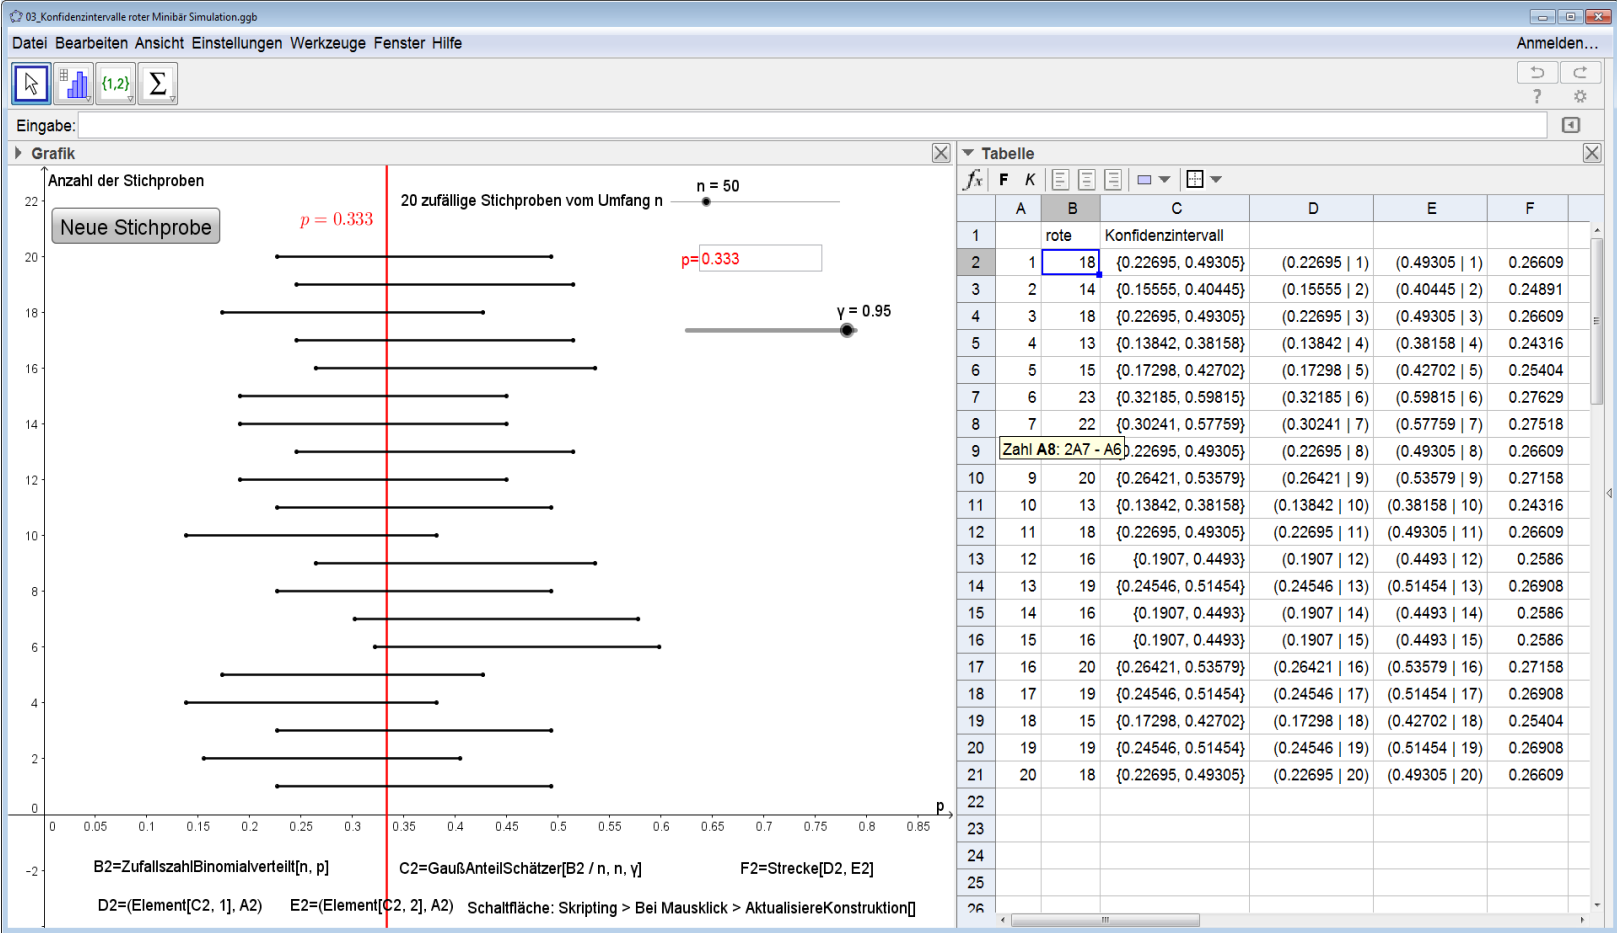 03_Konfidenzintervalle roter Minibär Simulation.ggb
Datei Bearbeiten Ansicht Einstellungen Werkzeuge Fenster Hilfe Anmelden...
{1,2} Σ
?
Eingabe:
Grafik
Anzahl der Stichproben
Neue Stichprobe
p = 0.333
20 zufällige Stichproben vom Umfang n
n = 50
p= 0.333
γ = 0.95
22
20
18
16
14
12
10
8
6
4
2
0
-2
p
0 0.05 0.1 0.15 0.2 0.25 0.3 0.35 0.4 0.45 0.5 0.55 0.6 0.65 0.7 0.75 0.8 0.85
B2=ZufallszahlBinomialverteilt[n, p] C2=GaußAnteilSchätzer[B2 / n, n, γ] F2=Strecke[D2, E2]
D2=(Element[C2, 1], A2) E2=(Element[C2, 2], A2) Schaltfläche: Skripting > Bei Mausklick > AktualisiereKonstruktion[]
Tabelle
fx F K
A B C D E F
1 rote Konfidenzintervall
2 1 18 {0.22695, 0.49305} (0.22695 | 1) (0.49305 | 1) 0.26609
3 2 14 {0.15555, 0.40445} (0.15555 | 2) (0.40445 | 2) 0.24891
4 3 18 {0.22695, 0.49305} (0.22695 | 3) (0.49305 | 3) 0.26609
5 4 13 {0.13842, 0.38158} (0.13842 | 4) (0.38158 | 4) 0.24316
6 5 15 {0.17298, 0.42702} (0.17298 | 5) (0.42702 | 5) 0.25404
7 6 23 {0.32185, 0.59815} (0.32185 | 6) (0.59815 | 6) 0.27629
8 7 22 {0.30241, 0.57759} (0.30241 | 7) (0.57759 | 7) 0.27518
9 Zahl A8: 2A7 - A6 0.22695, 0.49305} (0.22695 | 8) (0.49305 | 8) 0.26609
10 9 20 {0.26421, 0.53579} (0.26421 | 9) (0.53579 | 9) 0.27158
11 10 13 {0.13842, 0.38158} (0.13842 | 10) (0.38158 | 10) 0.24316
12 11 18 {0.22695, 0.49305} (0.22695 | 11) (0.49305 | 11) 0.26609
13 12 16 {0.1907, 0.4493} (0.1907 | 12) (0.4493 | 12) 0.2586
14 13 19 {0.24546, 0.51454} (0.24546 | 13) (0.51454 | 13) 0.26908
15 14 16 {0.1907, 0.4493} (0.1907 | 14) (0.4493 | 14) 0.2586
16 15 16 {0.1907, 0.4493} (0.1907 | 15) (0.4493 | 15) 0.2586
17 16 20 {0.26421, 0.53579} (0.26421 | 16) (0.53579 | 16) 0.27158
18 17 19 {0.24546, 0.51454} (0.24546 | 17) (0.51454 | 17) 0.26908
19 18 15 {0.17298, 0.42702} (0.17298 | 18) (0.42702 | 18) 0.25404
20 19 19 {0.24546, 0.51454} (0.24546 | 19) (0.51454 | 19) 0.26908
21 20 18 {0.22695, 0.49305} (0.22695 | 20) (0.49305 | 20) 0.26609
22
23
24
25
26